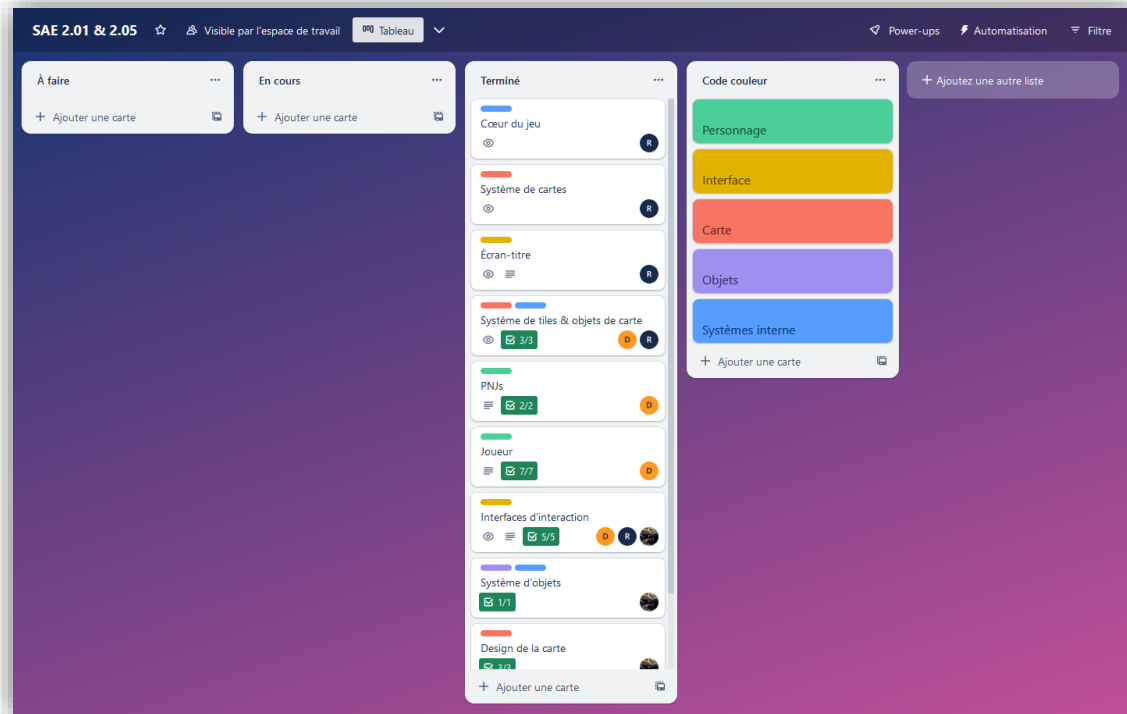 SAE 2.01 & 2.05
Visible par l'espace de travail
Tableau
Power-ups
Automatisation
Filtre
À faire
Ajouter une carte
En cours
Ajouter une carte
Terminé
Cœur du jeu
R
Système de cartes
R
Écran-titre
R
Système de tiles & objets de carte
3/3
D
R
PNJs
2/2
D
Joueur
7/7
D
Interfaces d'interaction
5/5
D
R
Système d'objets
1/1
Design de la carte
3/3
Ajouter une carte
Code couleur
Personnage
Interface
Carte
Objets
Systèmes interne
Ajouter une carte
Ajoutez une autre liste